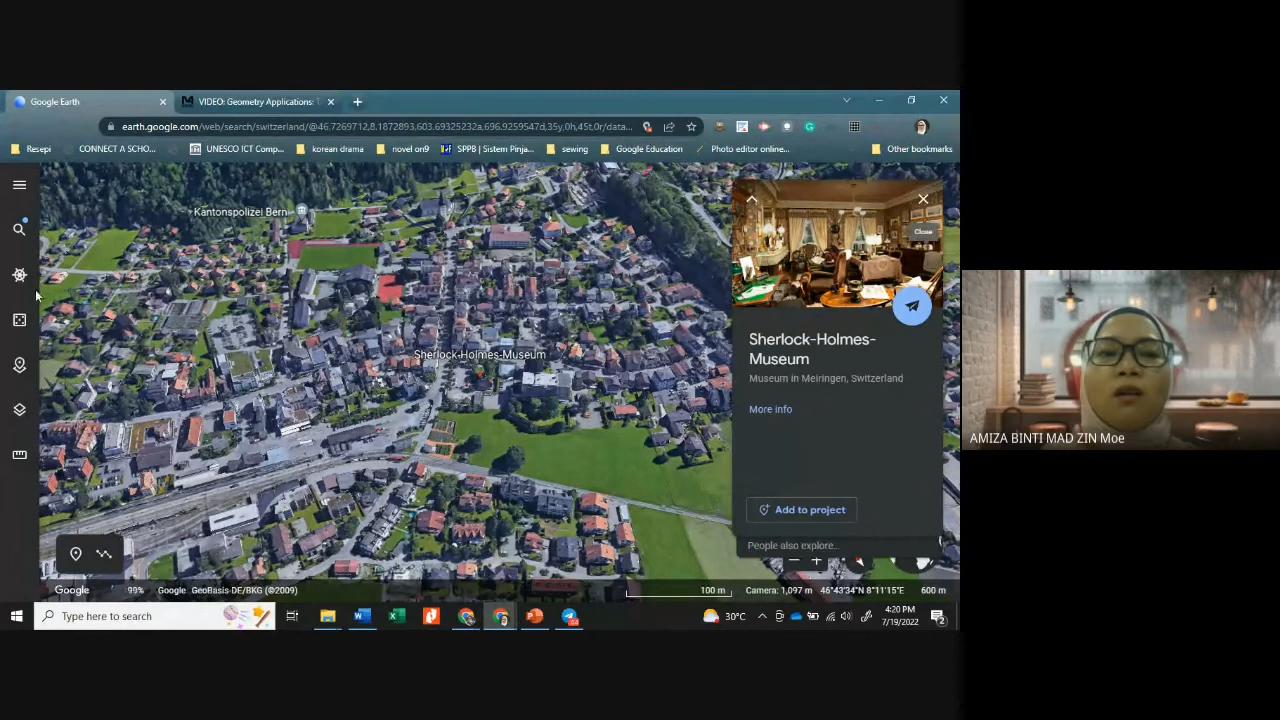 Google Earth
VIDEO: Geometry Applications:
earth.google.com/web/search/switzerland/@46.7269712,8.1872893,603.69325232a,696.9259547d,35y,0h,45t,0r/data...
Resepi
CONNECT A SCHO...
UNESCO ICT Comp...
korean drama
novel on9
SPPB | Sistem Pinja...
sewing
Google Education
Photo editor online...
Other bookmarks
Kantonspolizei Bern
Close
Sherlock-Holmes-Museum
Sherlock-Holmes-
Museum
Museum in Meiringen, Switzerland
More info
Add to project
People also explore...
AMIZA BINTI MAD ZIN Moe
Google
99%
Google
GeoBasis-DE/BKG (©2009)
100 m
Camera: 1,097 m
46°43'34"N 8°11'15"E
600 m
Type here to search
30°C
4:20 PM
7/19/2022
2